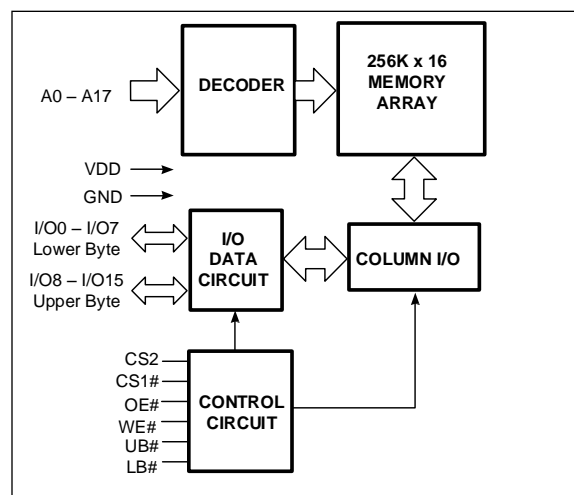 A0 – A17
DECODER
256K x 16
MEMORY
ARRAY
VDD
GND
I/O0 – I/O7
Lower Byte
I/O8 – I/O15
Upper Byte
I/O
DATA
CIRCUIT
COLUMN I/O
CS2
CS1#
OE#
WE#
UB#
LB#
CONTROL
CIRCUIT